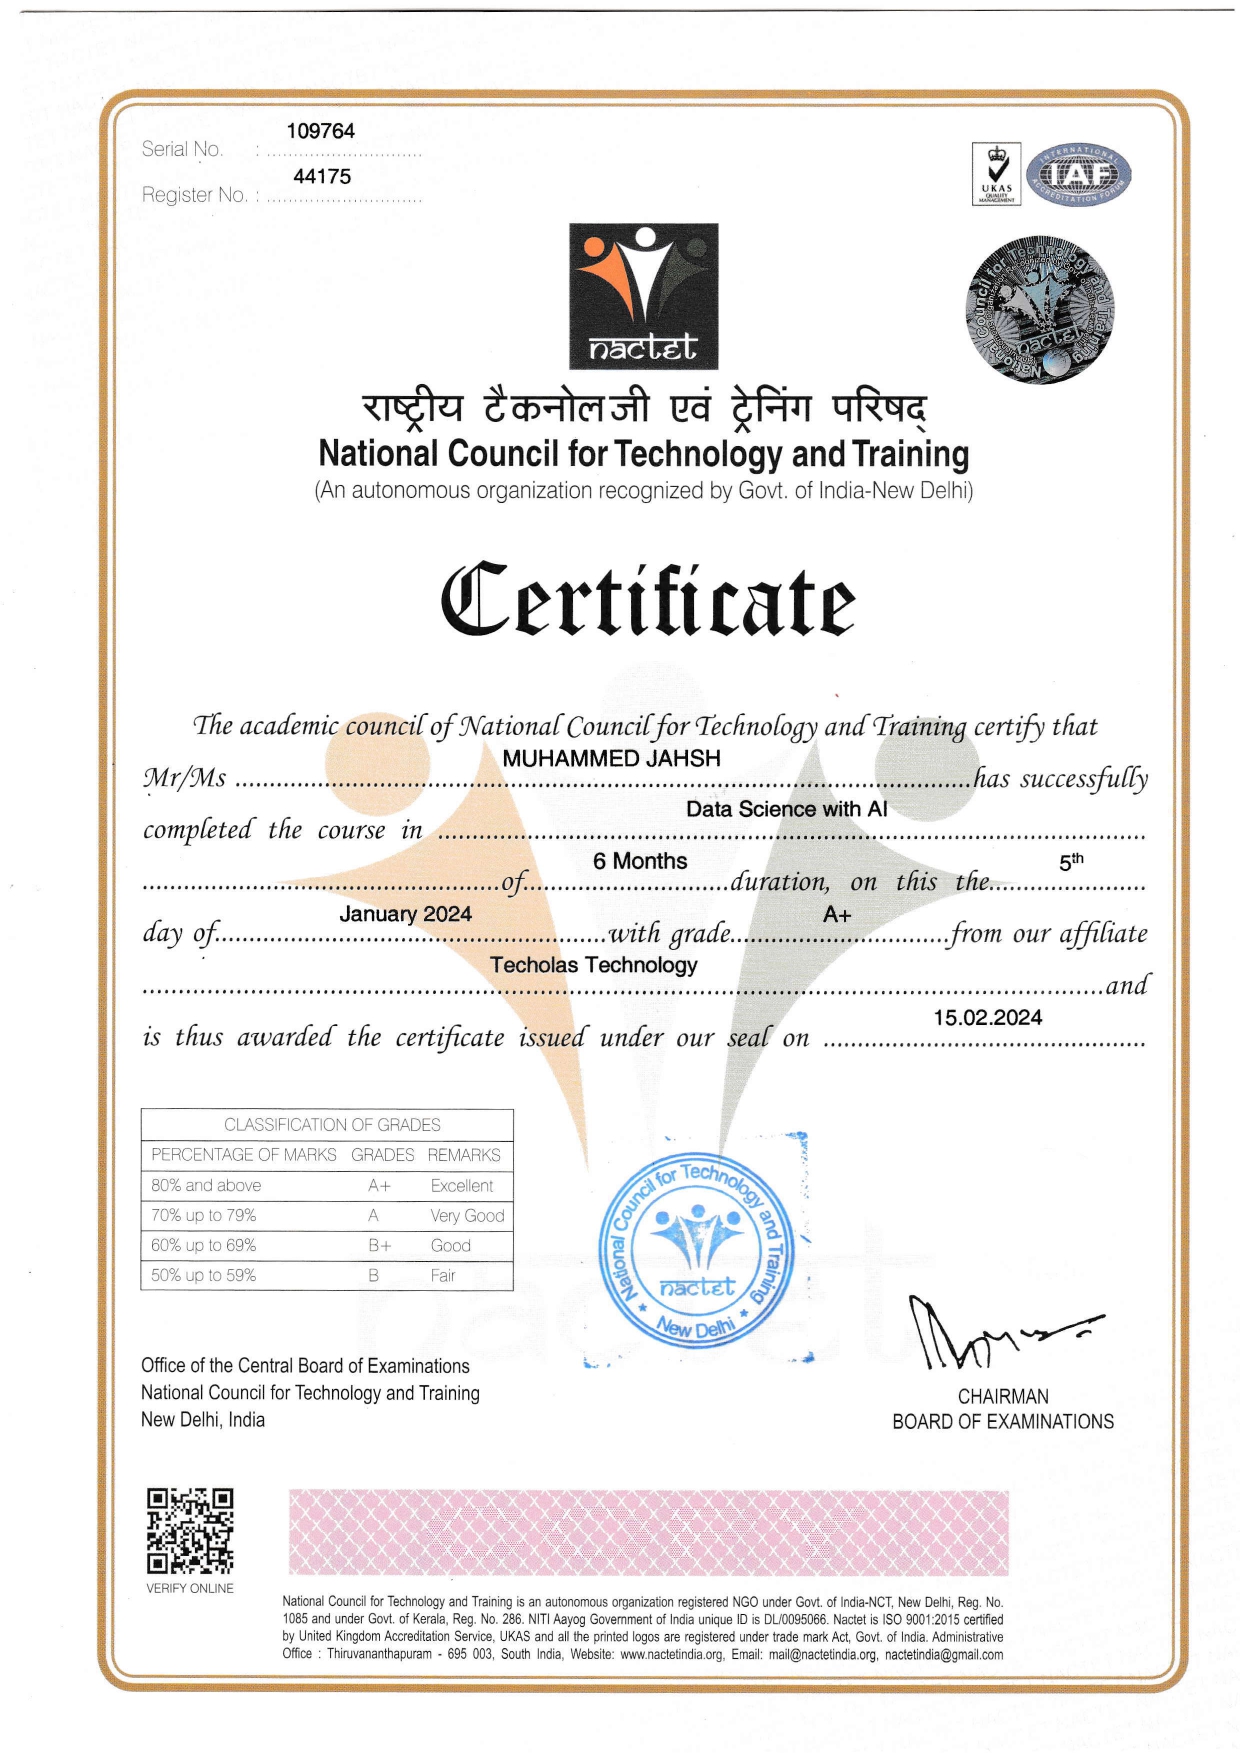 109764
Serial No. : ..............................
44175
Register No. : ..............................
UKAS
QUALITY
MANAGEMENT
INTERNATIONAL
IAF
ACCREDITATION FORUM
nactet
National Council for Technology and Training
nactet
राष्ट्रीय टैकनोलजी एवं ट्रेनिंग परिषद्
National Council for Technology and Training
(An autonomous organization recognized by Govt. of India-New Delhi)
Certificate
The academic council of National Council for Technology and Training certify that
MUHAMMED JAHSH
Mr/Ms ........................................has successfully
Data Science with AI
completed the course in ........................................
6 Months 5th
........................................of..............................duration, on this the....................
January 2024 A+
day of........................................with grade..............................from our affiliate
Techolas Technology
........................................and
15.02.2024
is thus awarded the certificate issued under our seal on ........................................
CLASSIFICATION OF GRADES
PERCENTAGE OF MARKS GRADES REMARKS
80% and above A+ Excellent
70% up to 79% A Very Good
60% up to 69% B+ Good
50% up to 59% B Fair
National Council for Technology and Training
nactet
★ New Delhi ★
Office of the Central Board of Examinations
National Council for Technology and Training
New Delhi, India
CHAIRMAN
BOARD OF EXAMINATIONS
VERIFY ONLINE
COPY
National Council for Technology and Training is an autonomous organization registered NGO under Govt. of India-NCT, New Delhi, Reg. No.
1085 and under Govt. of Kerala, Reg. No. 286. NITI Aayog Government of India unique ID is DL/0095066. Nactet is ISO 9001:2015 certified
by United Kingdom Accreditation Service, UKAS and all the printed logos are registered under trade mark Act, Govt. of India. Administrative
Office : Thiruvananthapuram - 695 003, South India, Website: www.nactetindia.org, Email: mail@nactetindia.org, nactetindia@gmail.com